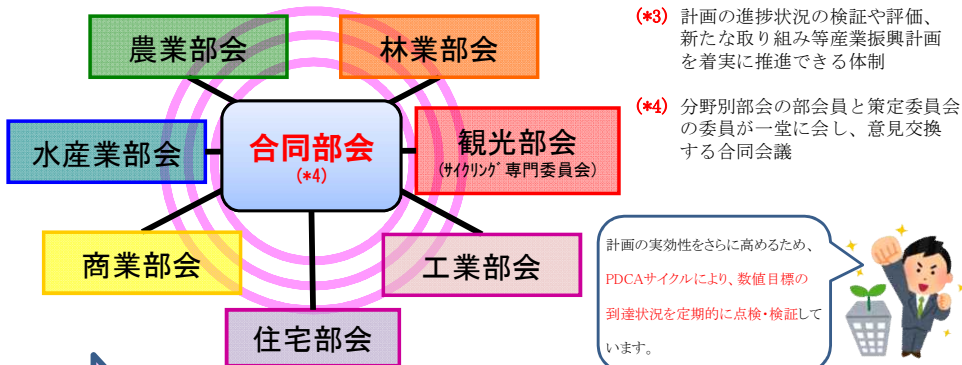 農業部会
林業部会
水産業部会
合同部会
(*4)
観光部会
(サイクリング専門委員会)
商業部会
工業部会
住宅部会
(*3) 計画の進捗状況の検証や評価、
新たな取り組み等産業振興計画
を着実に推進できる体制
(*4) 分野別部会の部会員と策定委員会
の委員が一堂に会し、意見交換
する合同会議
計画の実効性をさらに高めるため、
PDCAサイクルにより、数値目標の
到達状況を定期的に点検・検証して
います。